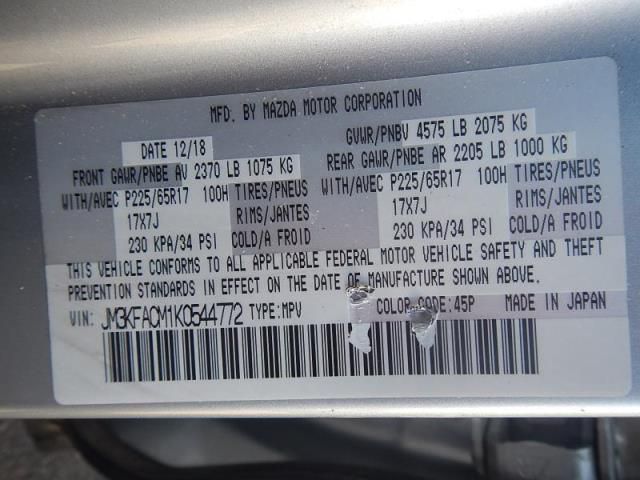 MFD. BY MAZDA MOTOR CORPORATION
DATE 12/18
GVWR/PNBV 4575 LB 2075 KG
FRONT GAWR/PNBE AV 2370 LB 1075 KG
REAR GAWR/PNBE AR 2205 LB 1000 KG
WITH/AVEC P225/65R17 100H TIRES/PNEUS
WITH/AVEC P225/65R17 100H TIRES/PNEUS
17X7J RIMS/JANTES
17X7J RIMS/JANTES
230 KPA/34 PSI COLD/A FROID
230 KPA/34 PSI COLD/A FROID
THIS VEHICLE CONFORMS TO ALL APPLICABLE FEDERAL MOTOR VEHICLE SAFETY AND THEFT
PREVENTION STANDARDS IN EFFECT ON THE DATE OF MANUFACTURE SHOWN ABOVE.
VIN: JM3KFACM1K0544772 TYPE:MPV COLOR CODE:45P MADE IN JAPAN